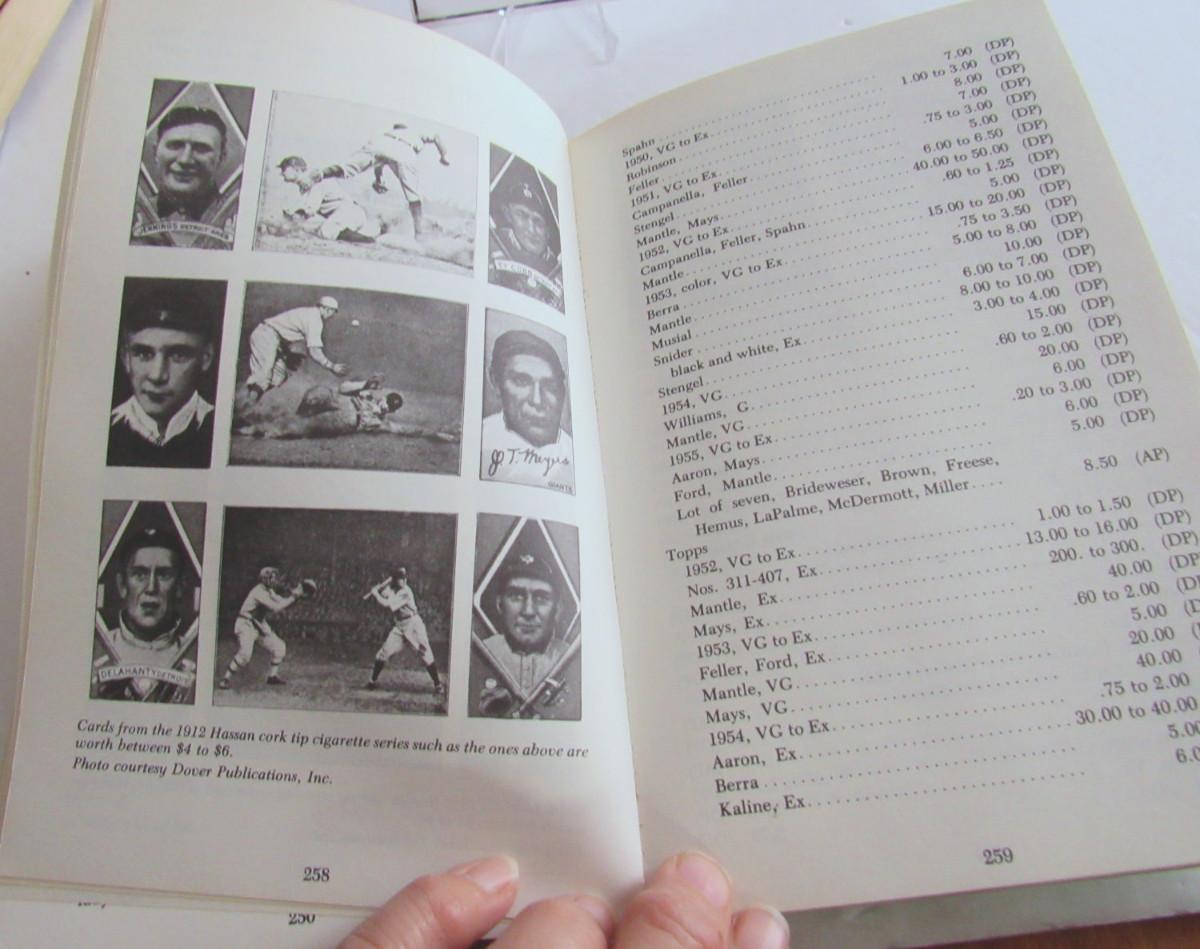 JENNINGS DETROIT
TY COBB
J.T. Meyers
GIANTS
DELAHANTY DETROIT
Cards from the 1912 Hassan cork tip cigarette series such as the ones above are
worth between $4 to $6.
Photo courtesy Dover Publications, Inc.
258
250
Spahn 7.00 (DP)
1950, VG to Ex 1.00 to 3.00 (DP)
Robinson 8.00 (DP)
Feller 7.00 (DP)
1951, VG to Ex .75 to 3.00 (DP)
Campanella, Feller 5.00 (DP)
Stengel 6.00 to 6.50 (DP)
Mantle, Mays 40.00 to 50.00 (DP)
1952, VG to Ex .60 to 1.25 (DP)
Campanella, Feller, Spahn 5.00 (DP)
Mantle 15.00 to 20.00 (DP)
1953, color, VG to Ex .75 to 3.50 (DP)
Berra 5.00 to 8.00 (DP)
Mantle 10.00 (DP)
Musial 6.00 to 7.00 (DP)
Snider 8.00 to 10.00 (DP)
black and white, Ex 3.00 to 4.00 (DP)
Stengel 15.00 (DP)
1954, VG .60 to 2.00 (DP)
Williams, G 20.00 (DP)
Mantle, VG 6.00 (DP)
1955, VG to Ex .20 to 3.00 (DP)
Aaron, Mays 6.00 (DP)
Ford, Mantle 5.00 (DP)
Lot of seven, Brideweser, Brown, Freese,
Hemus, LaPalme, McDermott, Miller 8.50 (AP)
Topps
1952, VG to Ex 1.00 to 1.50 (DP)
Nos. 311-407, Ex 13.00 to 16.00 (DP)
Mantle, Ex 200. to 300. (DP)
Mays, Ex 40.00 (DP)
1953, VG to Ex .60 to 2.00 (DP
Feller, Ford, Ex 5.00
Mantle, VG 20.00
Mays, VG 40.00
1954, VG to Ex .75 to 2.00
Aaron, Ex 30.00 to 40.00
Berra 5.00
Kaline, Ex 6.0
259